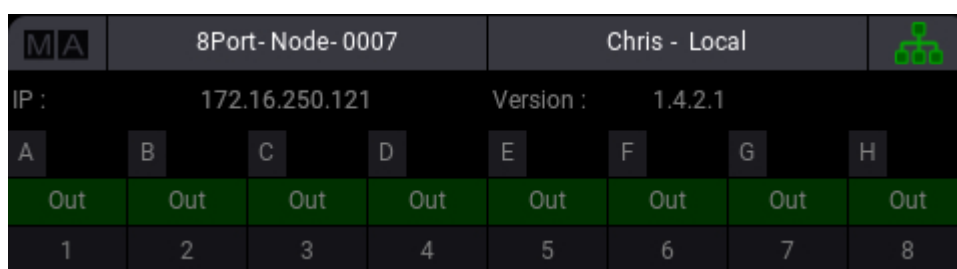 MA 8Port-Node-0007 Chris - Local
IP : 172.16.250.121 Version : 1.4.2.1
A B C D E F G H
Out Out Out Out Out Out Out Out
1 2 3 4 5 6 7 8